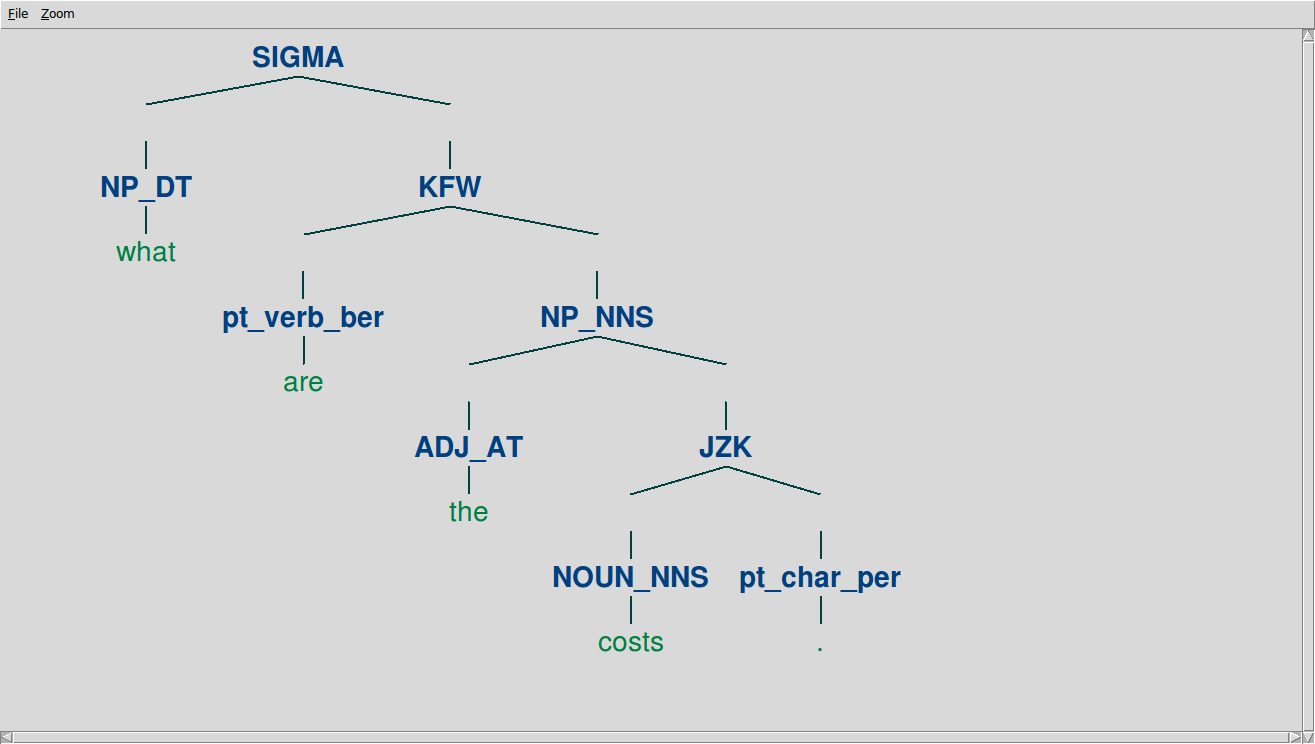 File Zoom
SIGMA
NP_DT KFW
what
pt_verb_ber NP_NNS
are
ADJ_AT JZK
the
NOUN_NNS pt_char_per
costs .